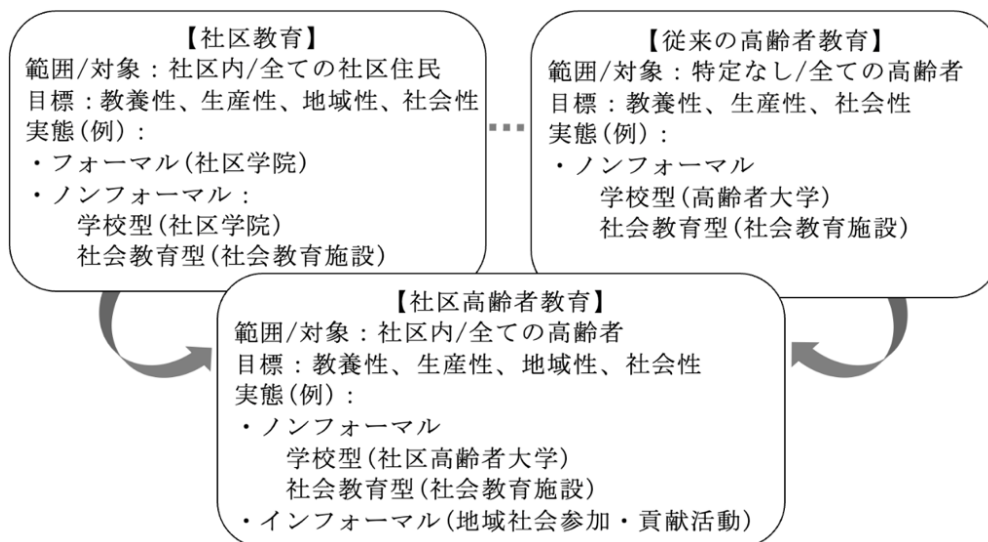 【社区教育】
範囲/対象：社区内/全ての社区住民
目標：教養性、生産性、地域性、社会性
実態(例)：
・フォーマル(社区学院)
・ノンフォーマル：
学校型(社区学院)
社会教育型(社会教育施設)
【従来の高齢者教育】
範囲/対象：特定なし/全ての高齢者
目標：教養性、生産性、社会性
実態(例)：
・ノンフォーマル
学校型(高齢者大学)
社会教育型(社会教育施設)
【社区高齢者教育】
範囲/対象：社区内/全ての高齢者
目標：教養性、生産性、地域性、社会性
実態(例)：
・ノンフォーマル
学校型(社区高齢者大学)
社会教育型(社会教育施設)
・インフォーマル(地域社会参加・貢献活動)